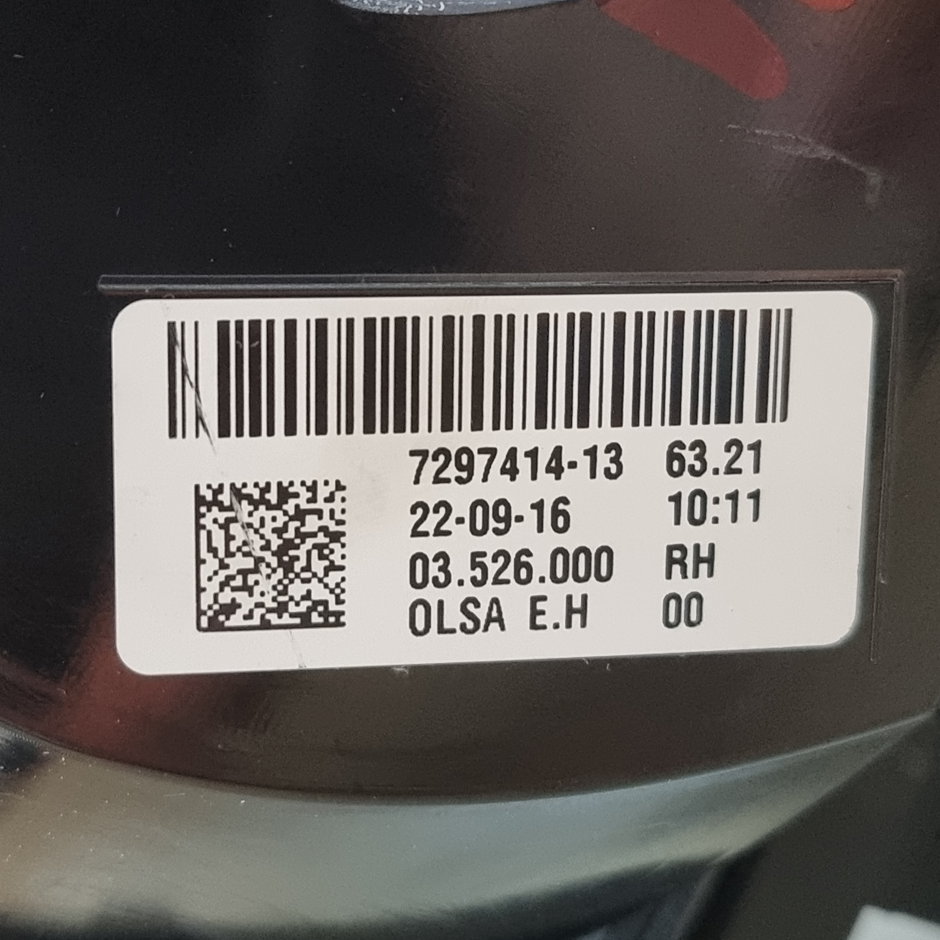 7297414-13 63.21
22-09-16 10:11
03.526.000 RH
OLSA E.H 00